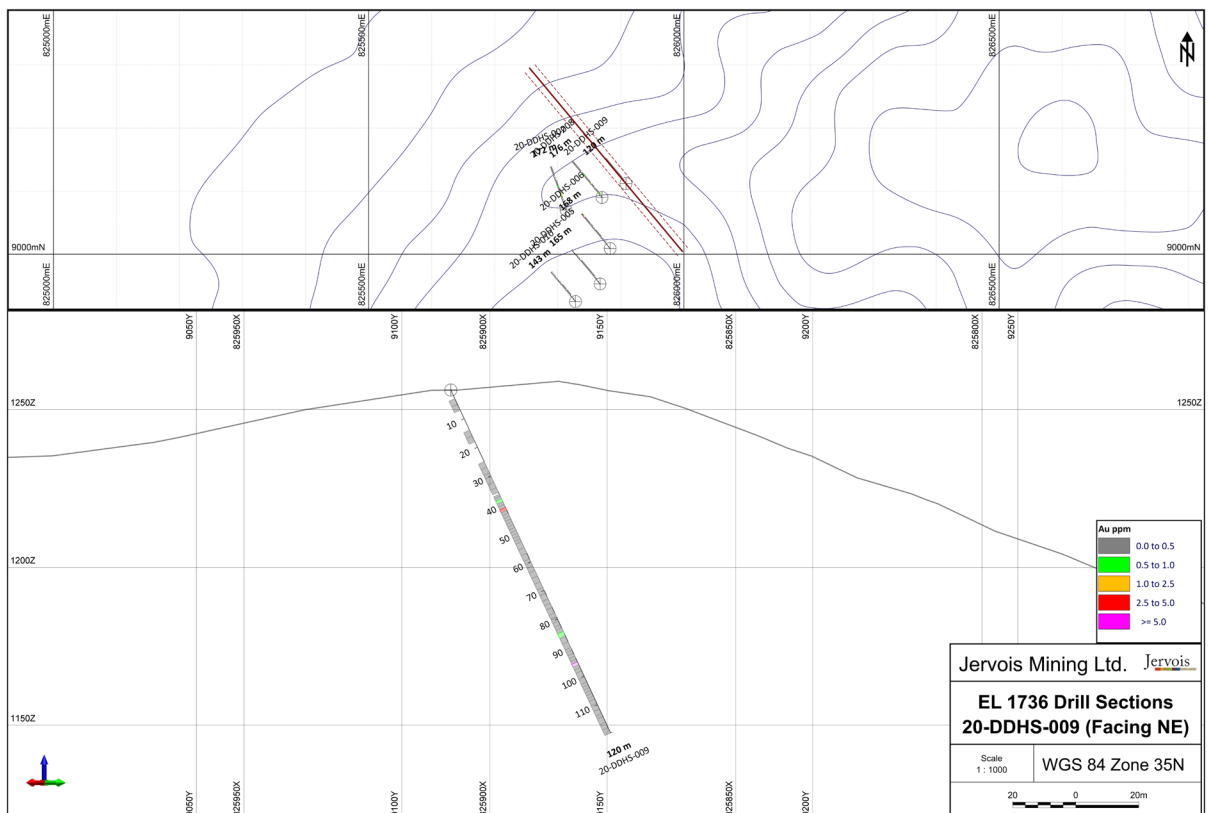 825000mE
825500mE
826000mE
826500mE
N
20-DDHS-009
120 m
176 m
172 m
20-DDHS-006
168 m
20-DDHS-005
165 m
143 m
9000mN
9000mN
825000mE
825500mE
826000mE
826500mE
9050Y
825950X
9100Y
825900X
9150Y
825850X
9200Y
825800X
9250Y
1250Z
1250Z
10
20
30
40
50
60
70
80
90
100
110
120 m
20-DDHS-009
1200Z
1150Z
Au ppm
0.0 to 0.5
0.5 to 1.0
1.0 to 2.5
2.5 to 5.0
>= 5.0
Jervois Mining Ltd.
Jervois
EL 1736 Drill Sections
20-DDHS-009 (Facing NE)
Scale
1 : 1000
WGS 84 Zone 35N
20 0 20m
9050Y
825950X
9100Y
825900X
9150Y
825850X
9200Y